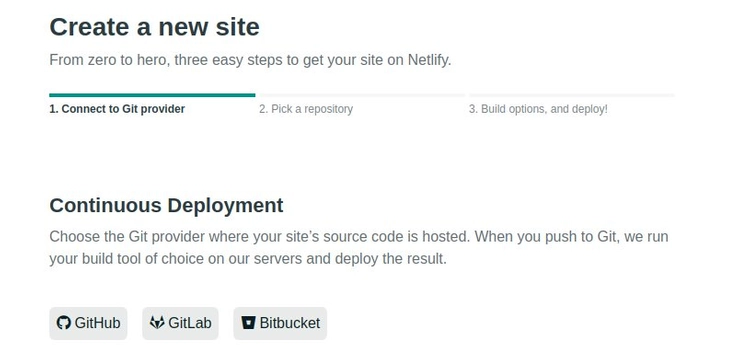 Create a new site
From zero to hero, three easy steps to get your site on Netlify.
1. Connect to Git provider
2. Pick a repository
3. Build options, and deploy!
Continuous Deployment
Choose the Git provider where your site’s source code is hosted. When you push to Git, we run
your build tool of choice on our servers and deploy the result.
GitHub
GitLab
Bitbucket